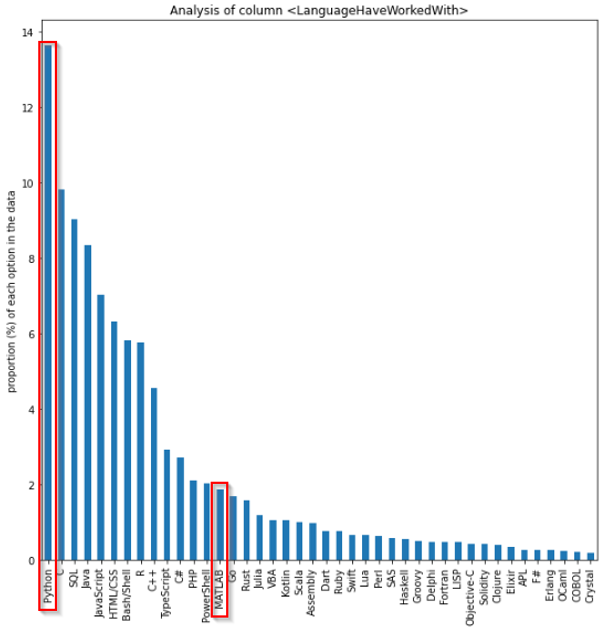 Analysis of column <LanguageHaveWorkedWith>
proportion (%) of each option in the data
14
12
10
8
6
4
2
0
Python
C
SQL
Java
JavaScript
HTML/CSS
Bash/Shell
R
C++
TypeScript
C#
PHP
PowerShell
MATLAB
Go
Rust
Julia
VBA
Kotlin
Scala
Assembly
Dart
Ruby
Swift
Lua
Perl
SAS
Haskell
Groovy
Delphi
Fortran
LISP
Objective-C
Solidity
Clojure
Elixir
APL
F#
Erlang
OCaml
COBOL
Crystal